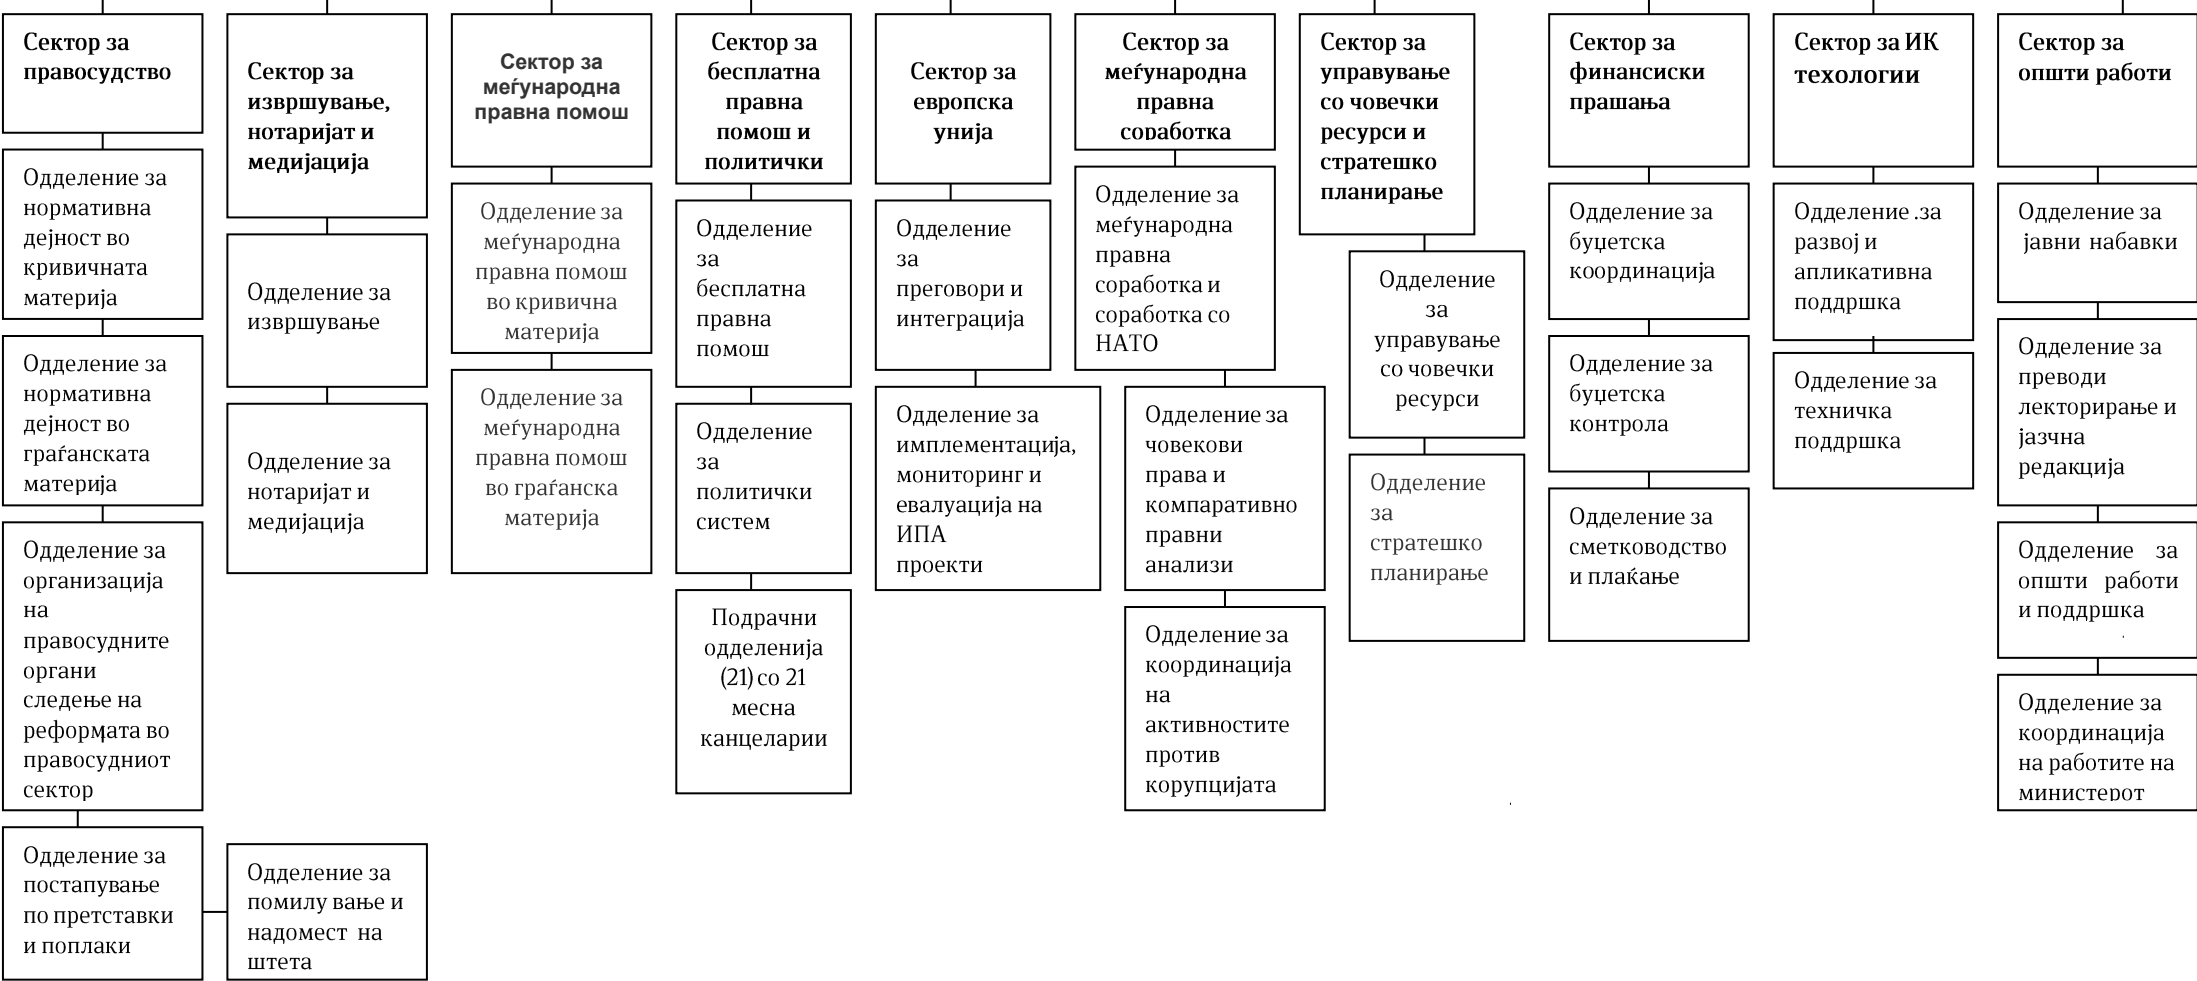 Сектор за
правосудство
Одделение за
нормативна
дејност во
кривичната
материја
Одделение за
нормативна
дејност во
граѓанската
материја
Одделение за
организација
на
правосудните
органи
следење на
реформата во
правосудниот
сектор
Одделение за
постапување
по претставки
и поплаки
Одделение за
помилу вање и
надомест на
штета
Сектор за
извршување,
нотаријат и
медијација
Одделение за
извршување
Одделение за
нотаријат и
медијација
Сектор за
меѓународна
правна помош
Одделение за
меѓународна
правна помош
во кривична
материја
Одделение за
меѓународна
правна помош
во граѓанска
материја
Сектор за
бесплатна
правна
помош и
политички
Одделение
за
бесплатна
правна
помош
Одделение
за
политички
систем
Подрачни
одделенија
(21) со 21
месна
канцеларии
Сектор за
европска
унија
Одделение
за
преговори и
интеграција
Одделение за
имплементација,
мониторинг и
евалуација на
ИПА
проекти
Сектор за
меѓународна
правна
соработка
Одделение за
меѓународна
правна
соработка и
соработка со
НАТО
Одделение за
човекови
права и
компаративно
правни
анализи
Одделение за
координација
на
активностите
против
корупцијата
Сектор за
управување
со човечки
ресурси и
стратешко
планирање
Одделение
за
управување
со човечки
ресурси
Одделение
за
стратешко
планирање
Сектор за
финансиски
прашања
Одделение за
буџетска
координација
Одделение за
буџетска
контрола
Одделение за
сметководство
и плаќање
Сектор за ИК
техологии
Одделение .за
развој и
апликативна
поддршка
Одделение за
техничка
поддршка
Сектор за
општи работи
Одделение за
јавни набавки
Одделение за
преводи
лекторирање и
јазчна
редакција
Одделение за
општи работи
и поддршка
Одделение за
координација
на работите на
министерот